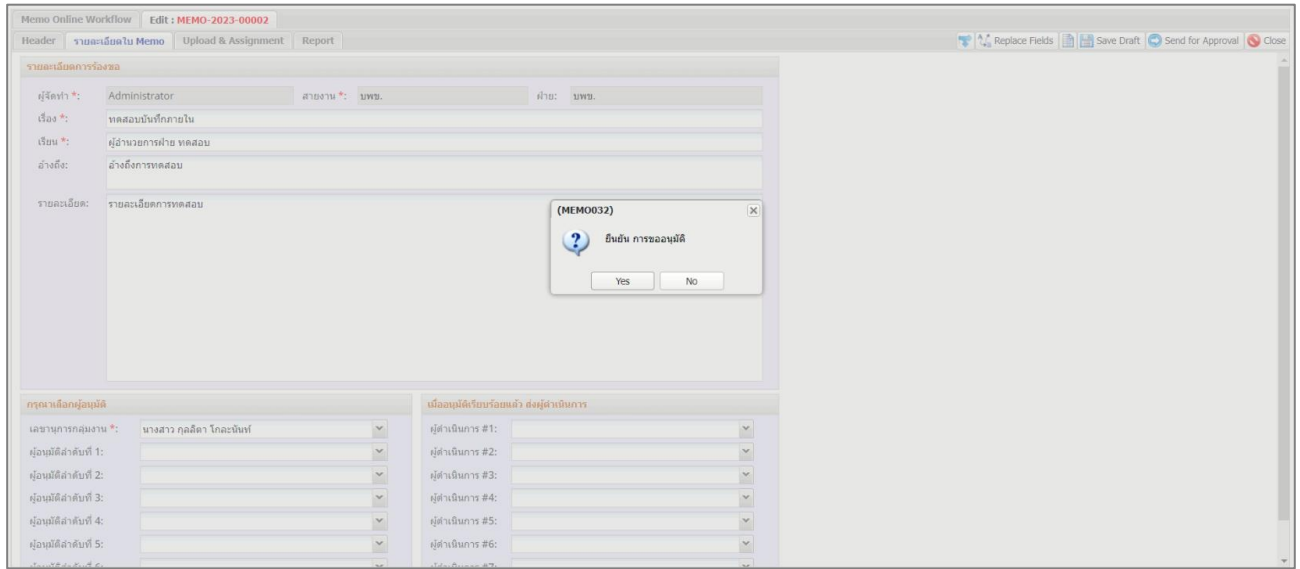 Memo Online Workflow Edit : MEMO-2023-00002
Header รายละเอียดใบ Memo Upload & Assignment Report Replace Fields Save Draft Send for Approval Close
รายละเอียดการร้องขอ
ผู้จัดทำ *: Administrator สายงาน *: บพข. ฝ่าย: บพข.
เรื่อง *: ทดสอบบันทึกภายใน
เรียน *: ผู้อำนวยการฝ่าย ทดสอบ
อ้างถึง: อ้างถึงการทดสอบ
รายละเอียด: รายละเอียดการทดสอบ
(MEMO032)
ยืนยัน การขออนุมัติ
Yes No
กรุณาเลือกผู้อนุมัติ เมื่ออนุมัติเรียบร้อยแล้ว ส่งผู้ดำเนินการ
เลขานุการกลุ่มงาน *: นางสาว กุลลิตา โกละนันท์ ผู้ดำเนินการ #1:
ผู้อนุมัติลำดับที่ 1: ผู้ดำเนินการ #2:
ผู้อนุมัติลำดับที่ 2: ผู้ดำเนินการ #3:
ผู้อนุมัติลำดับที่ 3: ผู้ดำเนินการ #4:
ผู้อนุมัติลำดับที่ 4: ผู้ดำเนินการ #5:
ผู้อนุมัติลำดับที่ 5: ผู้ดำเนินการ #6: